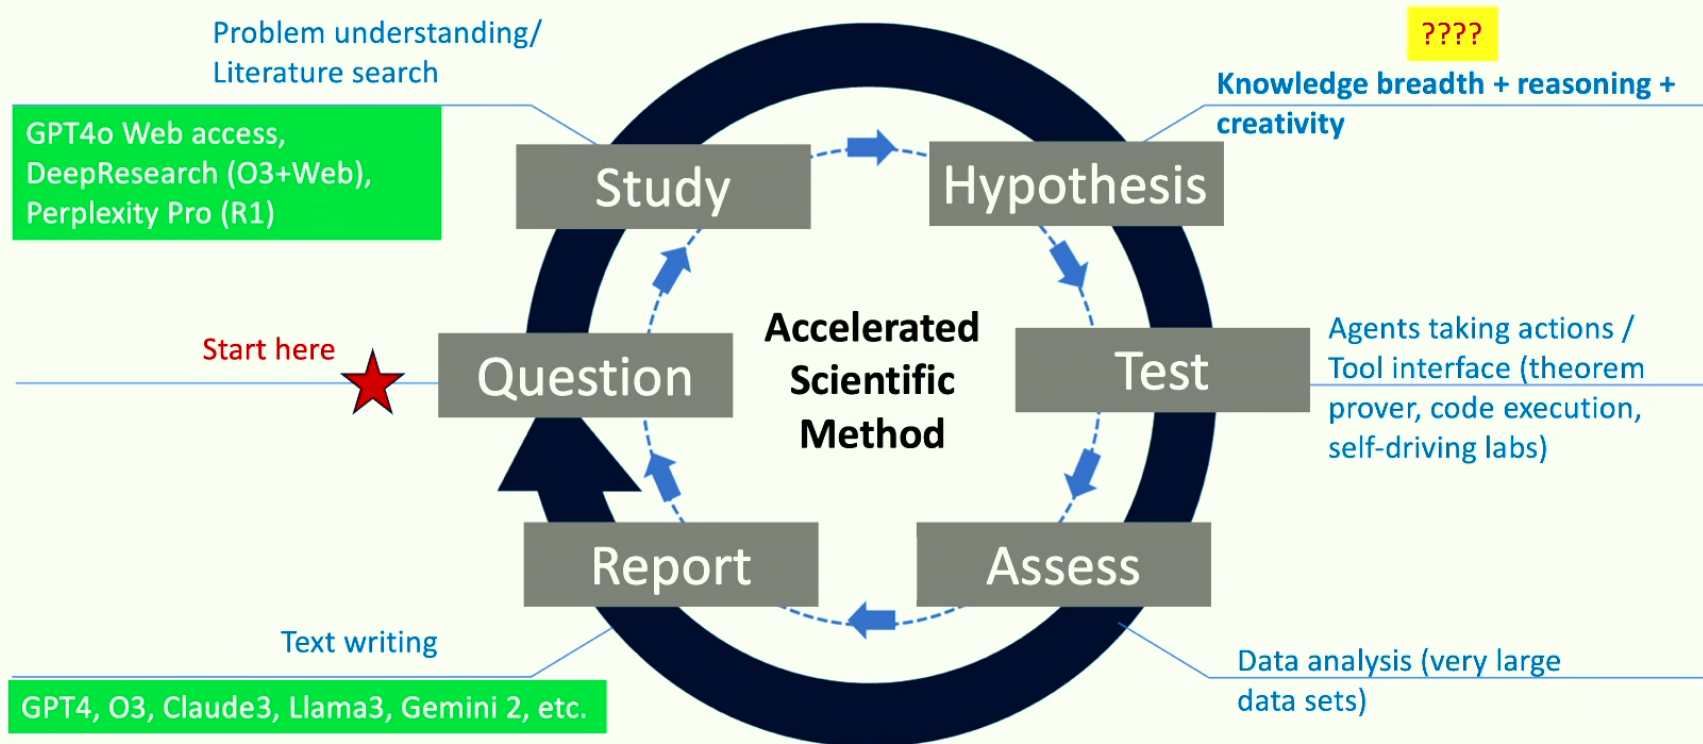 Problem understanding/
Literature search
GPT4o Web access,
DeepResearch (O3+Web),
Perplexity Pro (R1)
Study
????
Knowledge breadth + reasoning +
creativity
Hypothesis
Start here
Question
Accelerated
Scientific
Method
Test
Agents taking actions /
Tool interface (theorem
prover, code execution,
self-driving labs)
Report
Assess
Text writing
GPT4, O3, Claude3, Llama3, Gemini 2, etc.
Data analysis (very large
data sets)